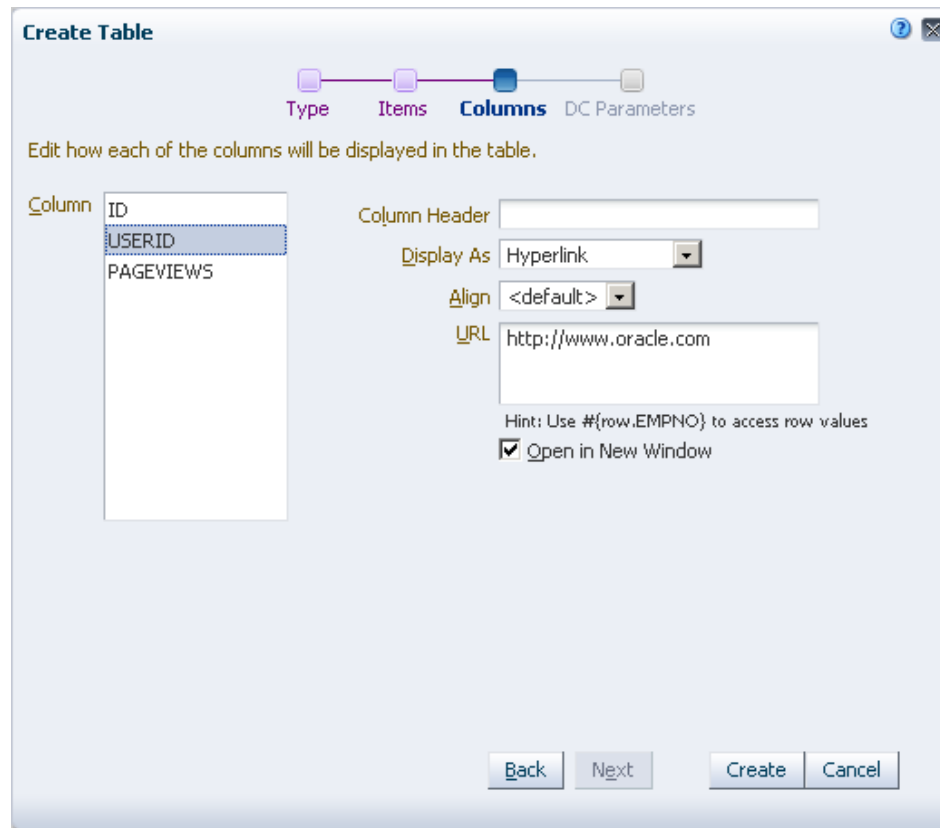 Create Table
Type Items Columns DC Parameters
Edit how each of the columns will be displayed in the table.
Column
ID
USERID
PAGEVIEWS
Column Header
Display As Hyperlink
Align <default>
URL http://www.oracle.com
Hint: Use #{row.EMPNO} to access row values
Open in New Window
Back Next Create Cancel